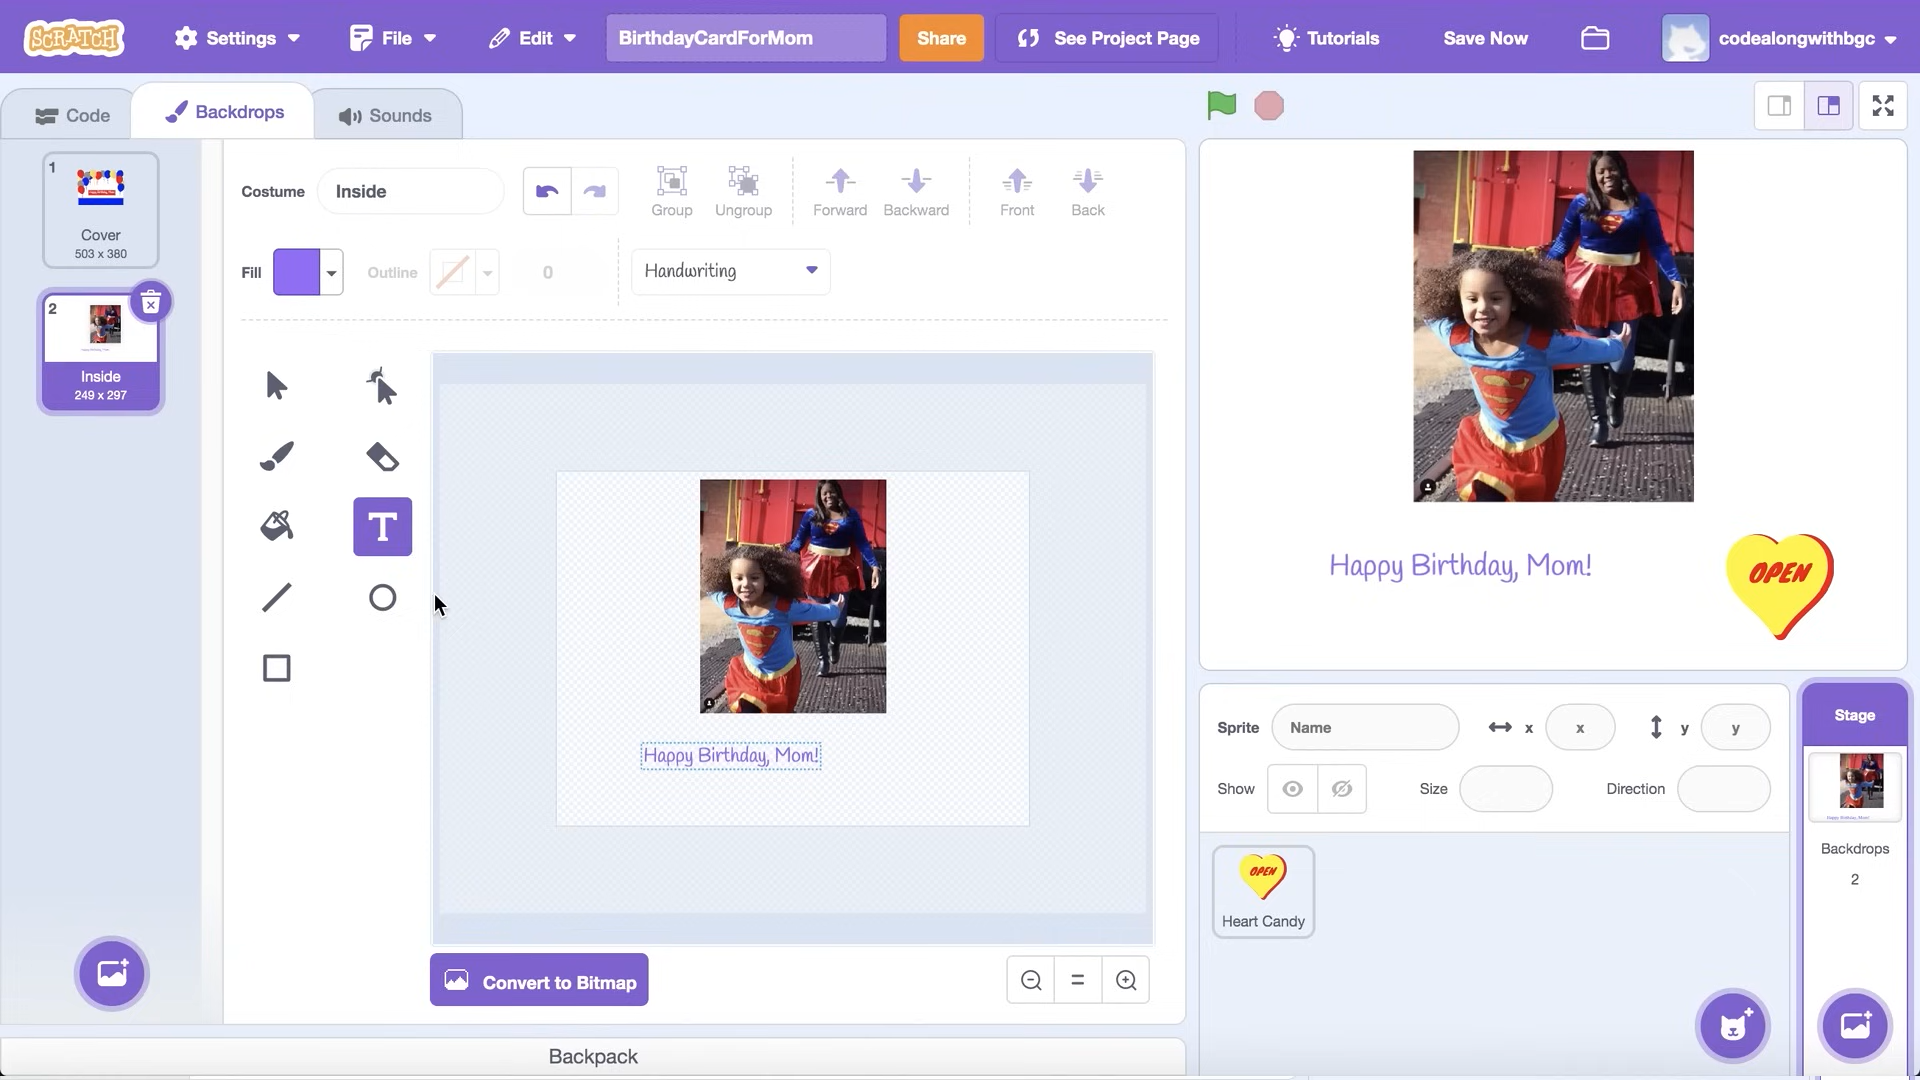 SCRATCH Settings File Edit BirthdayCardForMom Share See Project Page Tutorials Save Now codealongwithbgc
Code Backdrops Sounds
1
Cover
503 x 380
2
Inside
249 x 297
Costume Inside Group Ungroup Forward Backward Front Back
Fill Outline 0 Handwriting
T
Happy Birthday, Mom!
Convert to Bitmap
Backpack
Happy Birthday, Mom!
OPEN
Sprite Name x x y y
Show Size Direction
OPEN
Heart Candy
Stage
Happy Birthday, Mom!
Backdrops
2